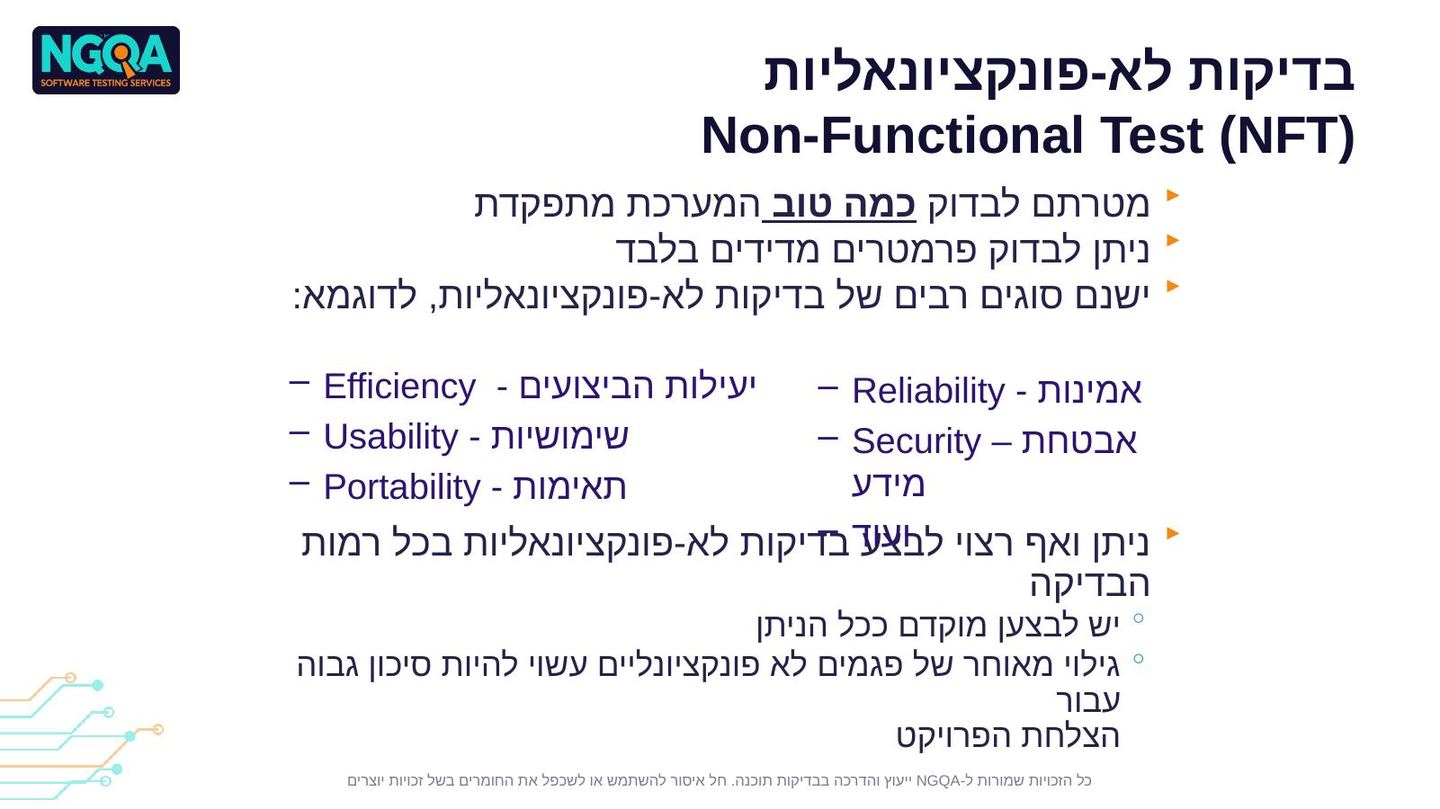 NGQA
SOFTWARE TESTING SERVICES
בדיקות לא-פונקציונאליות
Non-Functional Test (NFT)
מטרתם לבדוק כמה טוב המערכת מתפקדת
ניתן לבדוק פרמטרים מדידים בלבד
ישנם סוגים רבים של בדיקות לא-פונקציונאליות, לדוגמא:
– Reliability - אמינות
– Security – אבטחת
מידע
– ועוד
– Efficiency - יעילות הביצועים
– Usability - שימושיות
– Portability - תאימות
ניתן ואף רצוי לבצע בדיקות לא-פונקציונאליות בכל רמות
הבדיקה
יש לבצען מוקדם ככל הניתן
גילוי מאוחר של פגמים לא פונקציונליים עשוי להיות סיכון גבוה
עבור
הצלחת הפרויקט
כל הזכויות שמורות ל-NGQA ייעוץ והדרכה בבדיקות תוכנה. חל איסור להשתמש או לשכפל את החומרים בשל זכויות יוצרים